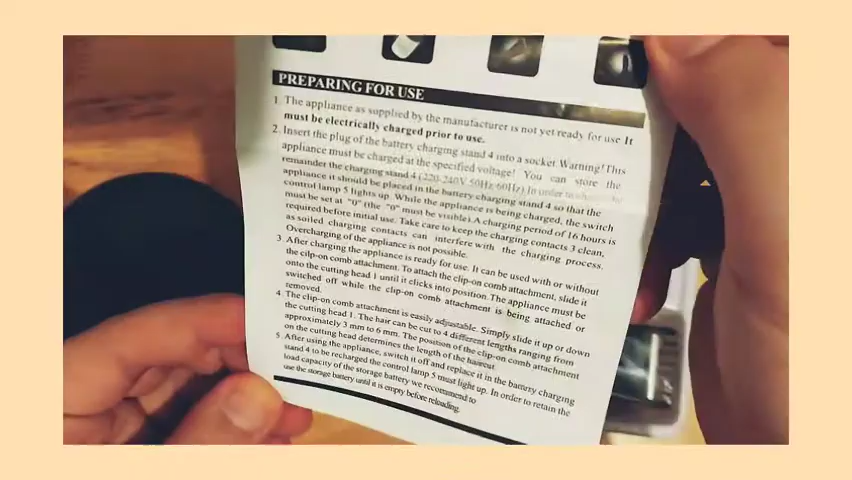 PREPARING FOR USE
1. The appliance as supplied by the manufacturer is not yet ready for use It
must be electrically charged prior to use.
2. Insert the plug of the battery charging stand 4 into a socket Warning! This
appliance must be charged at the specified voltage! You can store the
remainder the charging stand 4 (220-240V 50Hz/60Hz) In order to
appliance it should be placed in the battery charging stand 4 so that the
control lamp 5 lights up. While the appliance is being charged, the switch
must be set at "0" (the "0" must be visible). A charging period of 16 hours is
required before initial use. Take care to keep the charging contacts 3 clean,
as soiled charging contacts can interfere with the charging process.
Overcharging of the appliance is not possible.
3. After charging the appliance is ready for use. It can be used with or without
the cilp-on comb attachment. To attach the clip-on comb attachment, slide it
onto the cutting head 1 until it clicks into position. The appliance must be
switched off while the clip-on comb attachment is being attached or
removed.
4. The clip-on comb attachment is easily adjustable. Simply slide it up or down
the cutting head 1. The hair can be cut to 4 different lengths ranging from
approximately 3 mm to 6 mm. The position of the clip-on comb attachment
on the cutting head determines the length of the haircut.
5. After using the appliance, switch it off and replace it in the battery charging
stand 4 to be recharged the control lamp 5 must light up. In order to retain the
load capacity of the storage battery we recommend to
use the storage battery until it is empty before reloading.